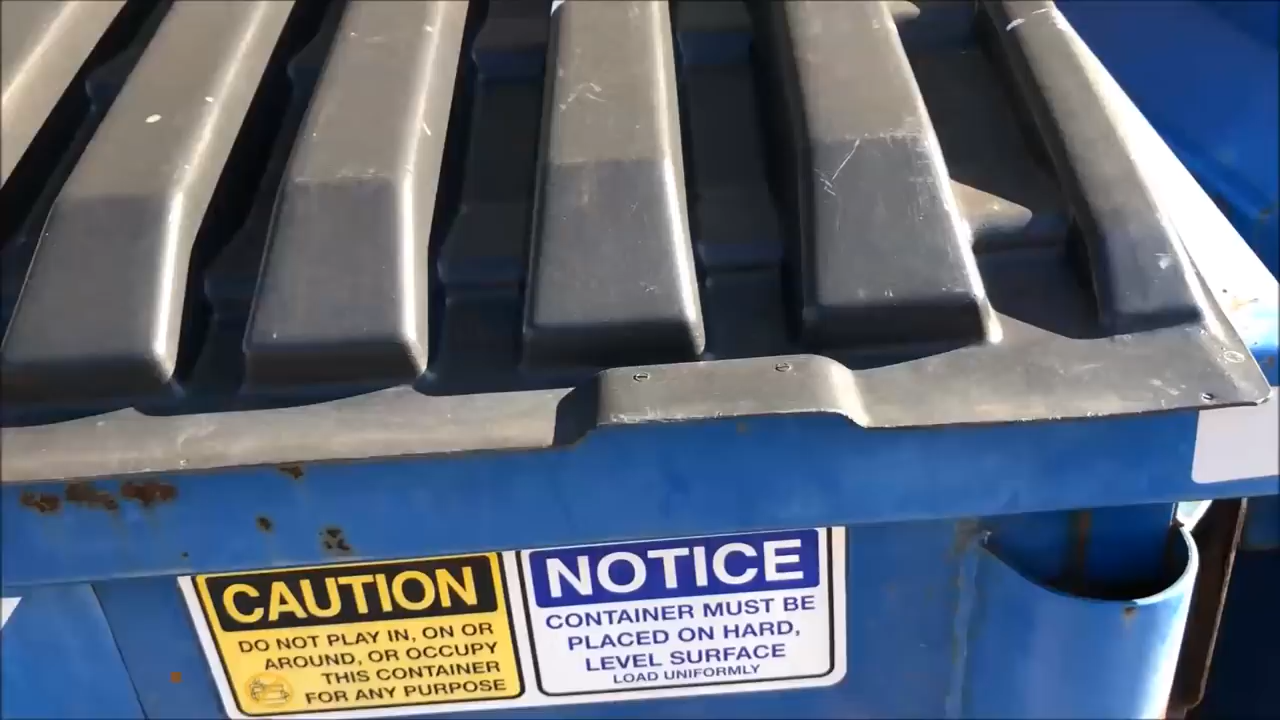 CAUTION
DO NOT PLAY IN, ON OR
AROUND, OR OCCUPY
THIS CONTAINER
FOR ANY PURPOSE
NOTICE
CONTAINER MUST BE
PLACED ON HARD,
LEVEL SURFACE
LOAD UNIFORMLY